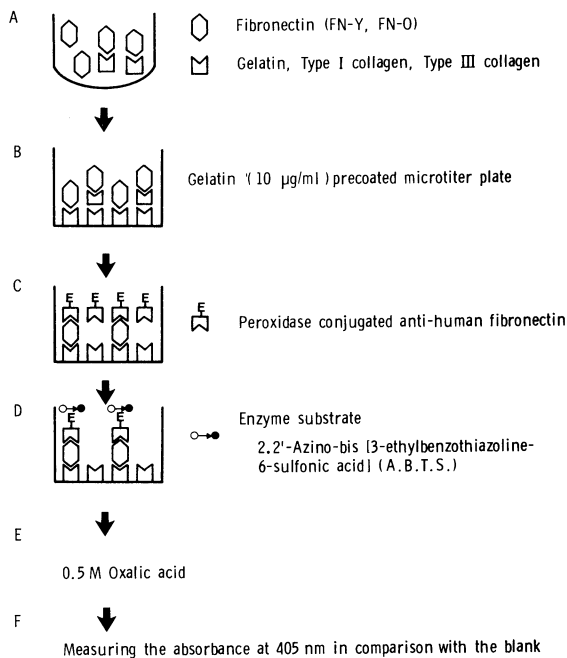 A
Fibronectin (FN-Y, FN-O)
Gelatin, Type I collagen, Type III collagen
B
Gelatin (10 μg/ml) precoated microtiter plate
C
E E E E
E
Peroxidase conjugated anti-human fibronectin
D
E E
Enzyme substrate
2.2'-Azino-bis [3-ethylbenzothiazoline-
6-sulfonic acid] (A.B.T.S.)
E
0.5 M Oxalic acid
F
Measuring the absorbance at 405 nm in comparison with the blank